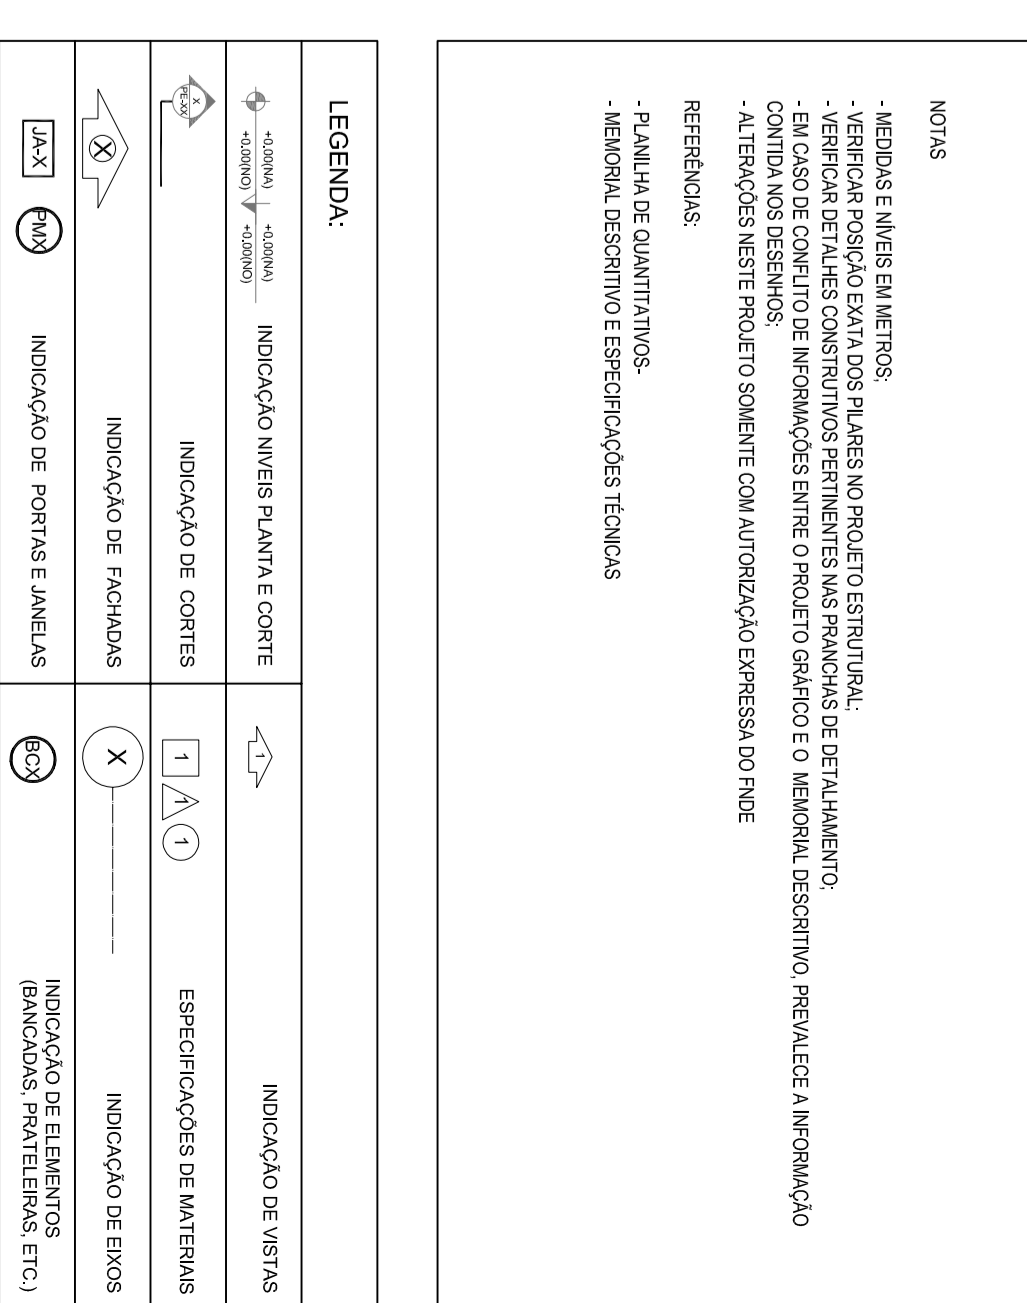 NOTAS
- MEDIDAS E NÍVEIS EM METROS;
- VERIFICAR POSIÇÃO EXATA DOS PILARES NO PROJETO ESTRUTURAL;
- VERIFICAR DETALHES CONSTRUTIVOS PERTINENTES NAS PRANCHAS DE DETALHAMENTO;
- EM CASO DE CONFLITO DE INFORMAÇÕES ENTRE O PROJETO GRÁFICO E O MEMORIAL DESCRITIVO, PREVALECE A INFORMAÇÃO
CONTIDA NOS DESENHOS;
- ALTERAÇÕES NESTE PROJETO SOMENTE COM AUTORIZAÇÃO EXPRESSA DO FNDE
REFERÊNCIAS:
- PLANILHA DE QUANTITATIVOS-
- MEMORIAL DESCRITIVO E ESPECIFICAÇÕES TÉCNICAS
LEGENDA:
+0.00(NA) +0.00(NA)
+0.00(NO) +0.00(NO)
INDICAÇÃO NIVEIS PLANTA E CORTE
1
INDICAÇÃO DE VISTAS
X
PE-XX
INDICAÇÃO DE CORTES
1 1 1
ESPECIFICAÇÕES DE MATERIAIS
X
INDICAÇÃO DE FACHADAS
X
INDICAÇÃO DE EIXOS
JA-X PMX
INDICAÇÃO DE PORTAS E JANELAS
BCX
INDICAÇÃO DE ELEMENTOS
(BANCADAS, PRATELEIRAS, ETC.)